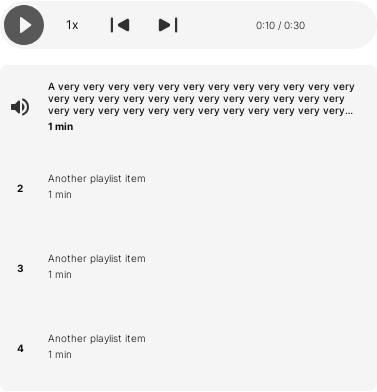 1x
0:10 / 0:30
A very very very very very very very very very very very
very very very very very very very very very very very very
very very very very very very very very very very very very...
1 min
2
Another playlist item
1 min
3
Another playlist item
1 min
4
Another playlist item
1 min